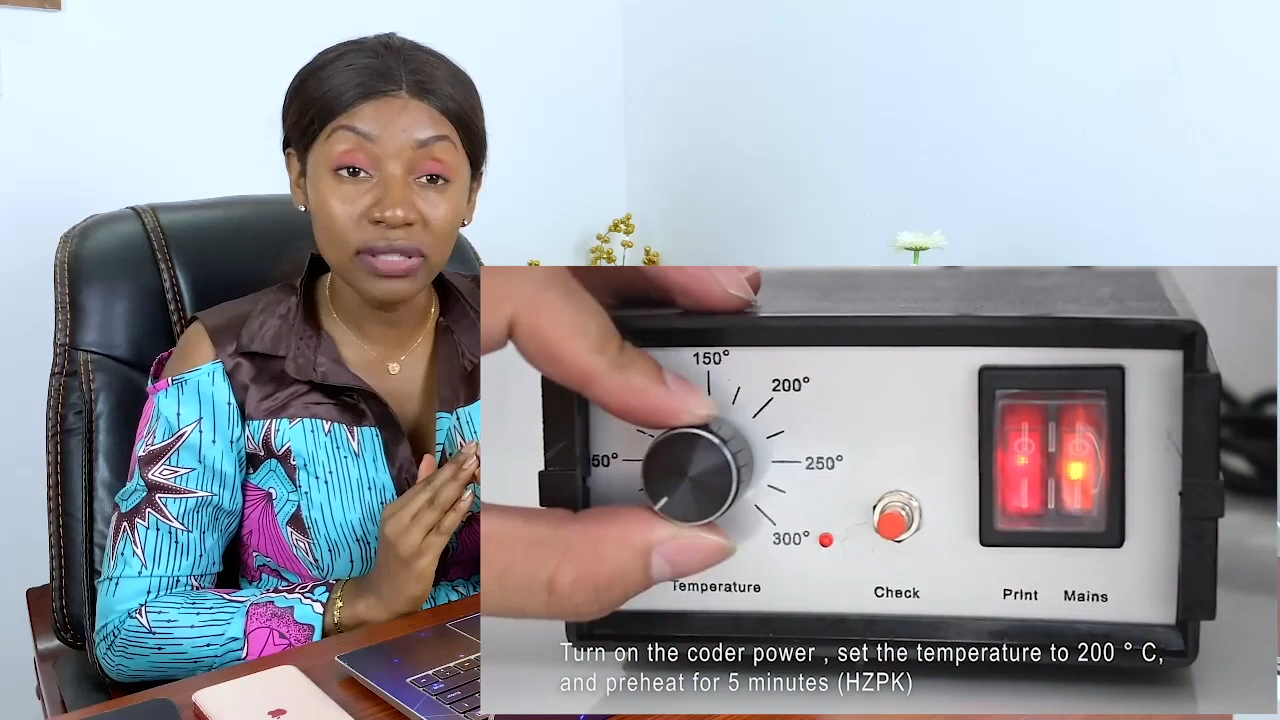 150°
200°
50°
250°
300°
Temperature
Check
Print Mains
Turn on the coder power , set the temperature to 200 ° C,
and preheat for 5 minutes (HZPK)